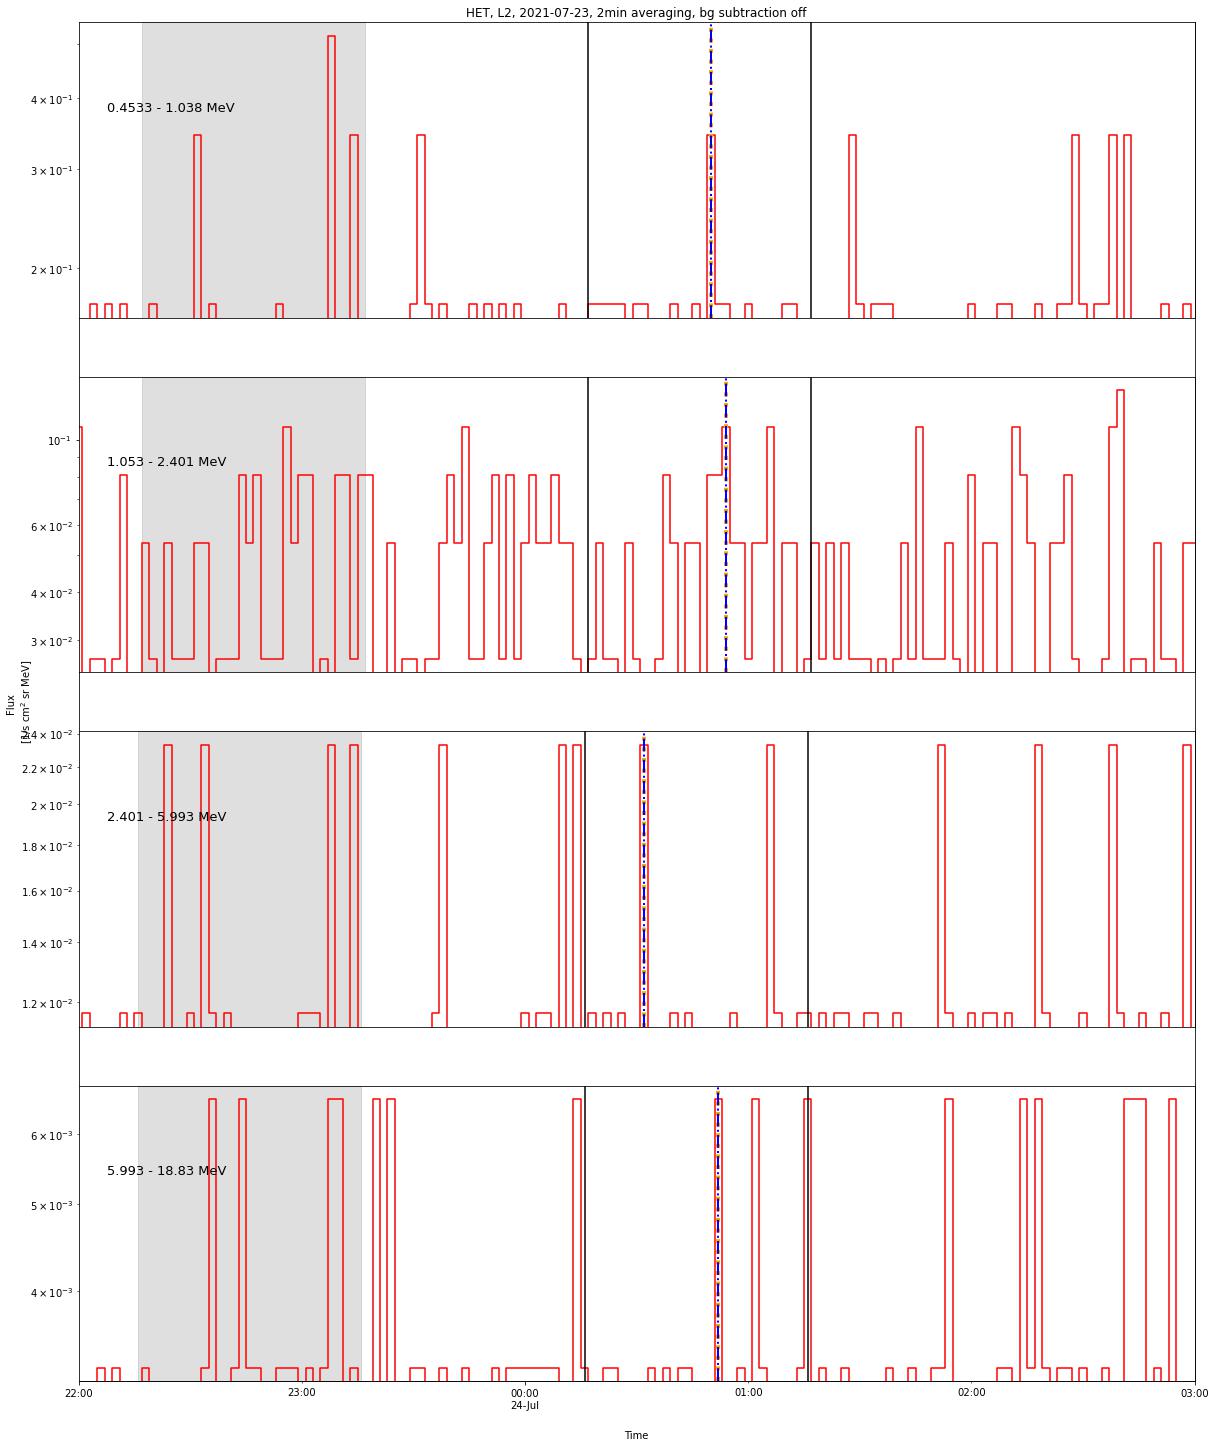 HET, L2, 2021-07-23, 2min averaging, bg subtraction off
4 × 10⁻¹
0.4533 - 1.038 MeV
3 × 10⁻¹
2 × 10⁻¹
10⁻¹
1.053 - 2.401 MeV
6 × 10⁻²
4 × 10⁻²
3 × 10⁻²
Flux
[1/s cm² sr MeV]
2.4 × 10⁻²
2.2 × 10⁻²
2 × 10⁻²
2.401 - 5.993 MeV
1.8 × 10⁻²
1.6 × 10⁻²
1.4 × 10⁻²
1.2 × 10⁻²
6 × 10⁻³
5.993 - 18.83 MeV
5 × 10⁻³
4 × 10⁻³
22:00 23:00 00:00 01:00 02:00 03:00
24-Jul
Time